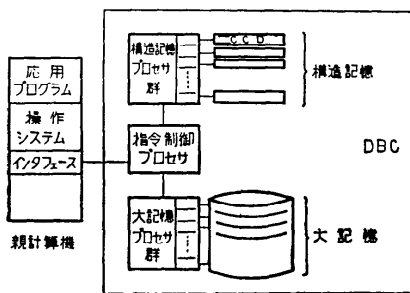 応用
プログラム
操作
システム
インタフェース
親計算機
構造記憶
プロセサ
群
CCD
構造記憶
指令制御
プロセサ
DBC
大記憶
プロセサ
群
大記憶